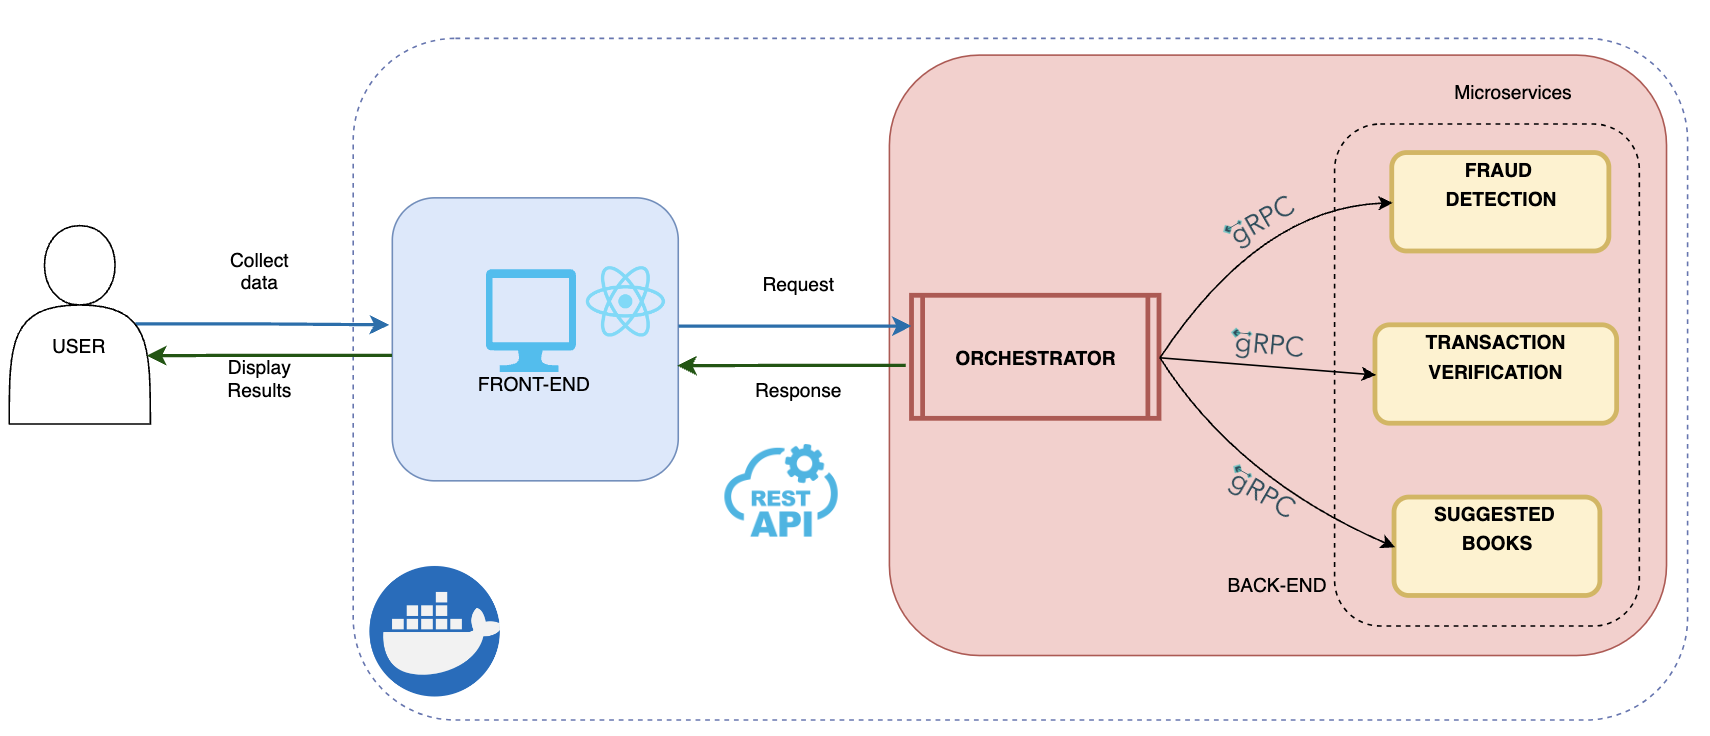 Microservices
FRAUD
DETECTION
gRPC
Collect
data
Request
USER
FRONT-END
ORCHESTRATOR
gRPC
TRANSACTION
VERIFICATION
Display
Results
Response
REST
API
gRPC
SUGGESTED
BOOKS
BACK-END